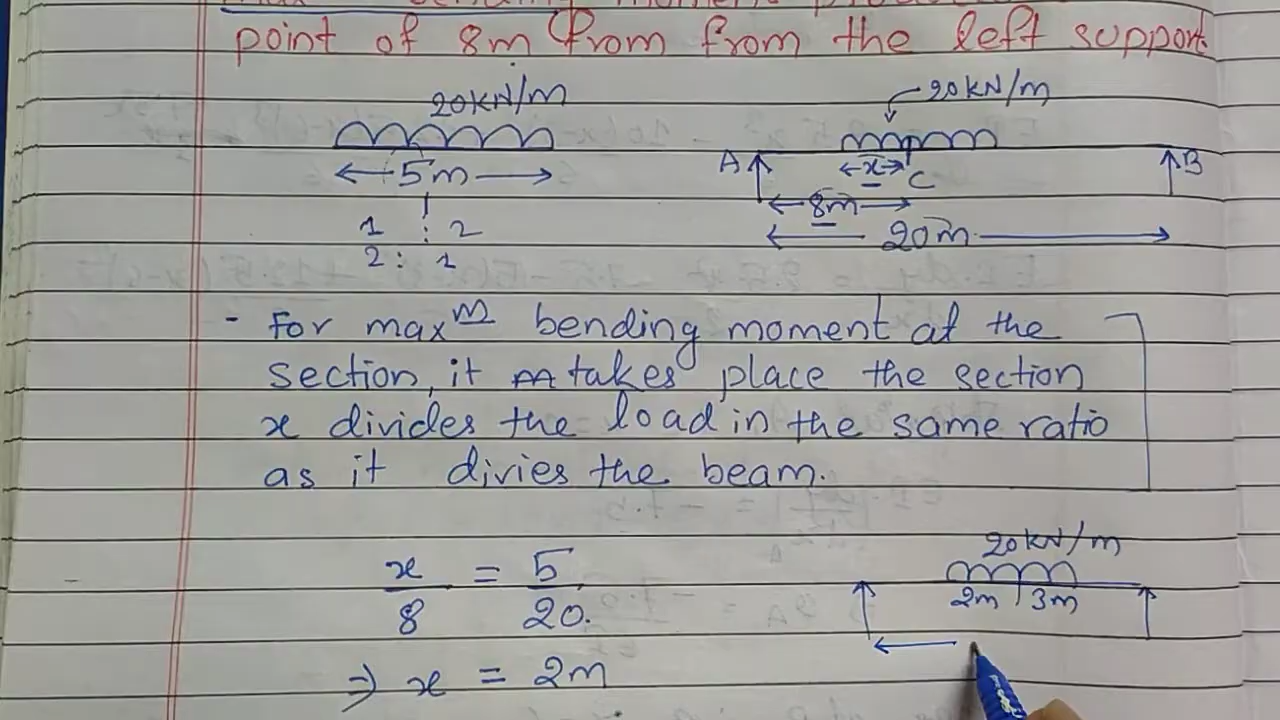 bending moment
point of 8m from from the left support.
20kN/m
5m
1 : 2
2 : 1
20kN/m
A
x
C
B
8m
20m
- For max^m bending moment at the
section, it takes place the section
x divides the load in the same ratio
as it divies the beam.
x/8 = 5/20.
⇒ x = 2m
20kN/m
2m 3m